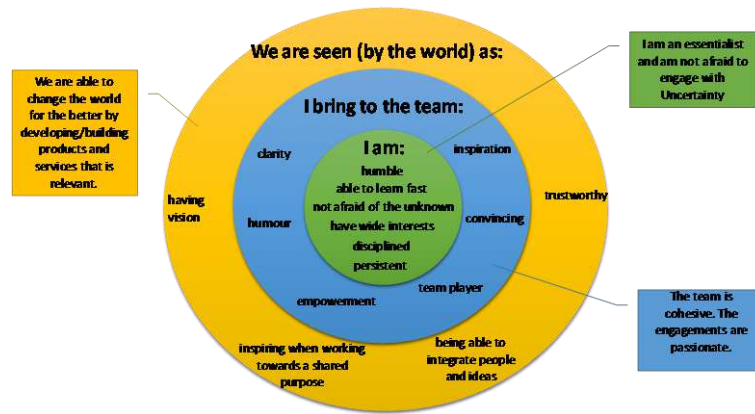 We are seen (by the world) as:
I am an essentialist
and am not afraid to
engage with
Uncertainty
We are able to
change the world
for the better by
developing/building
products and
services that is
relevant.
I bring to the team:
clarity
inspiration
I am:
humble
able to learn fast
not afraid of the unknown
have wide interests
disciplined
persistent
having
vision
humour
convincing
trustworthy
empowerment
team player
The team is
cohesive. The
engagements are
passionate.
inspiring when working
towards a shared
purpose
being able to
integrate people
and ideas